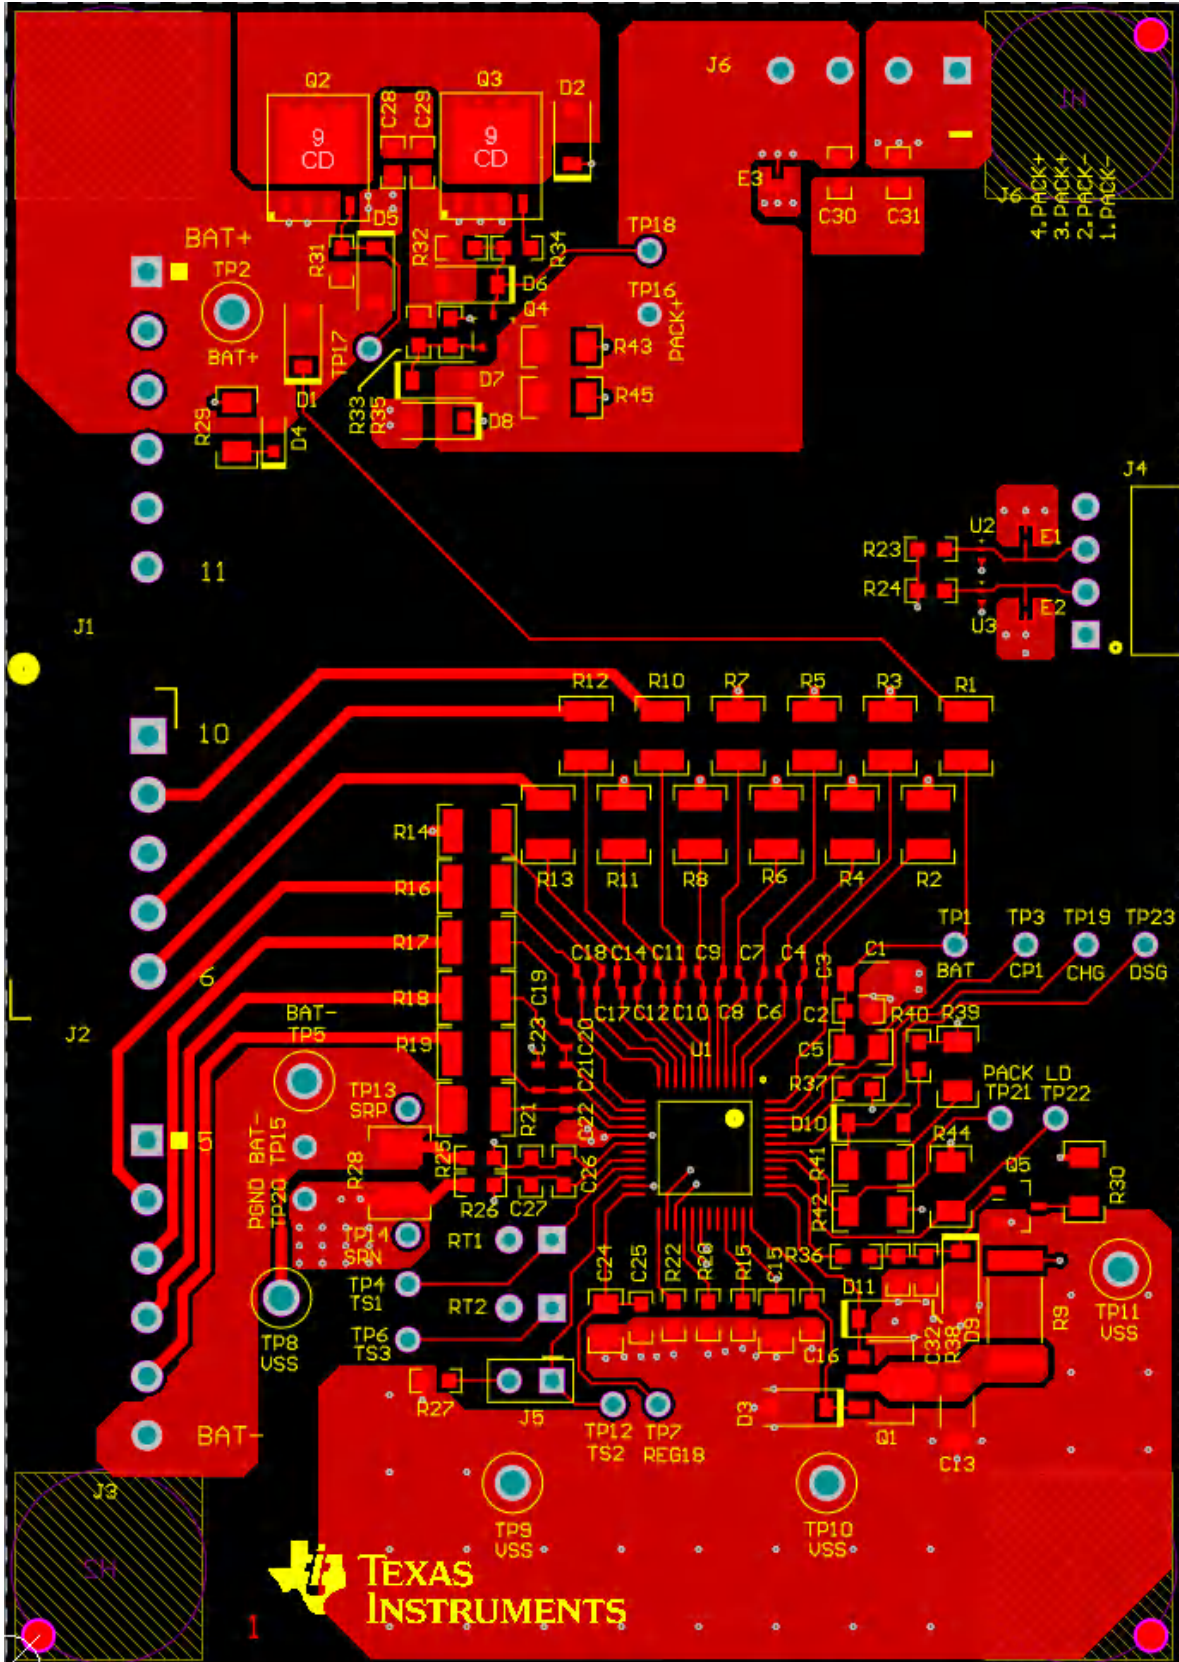 Q2
C28
C29
Q3
D2
J6
9
CD
9
CD
E3
C30
C31
J6
4.PACK+
3.PACK+
2.PACK-
1.PACK-
IN
BAT+
TP2
BAT+
R31
D5
R32
R34
TP18
D6
TP16
PACK+
Q4
TP17
R43
D7
D1
R33
R35
R45
D8
R29
D4
J4
U2
E1
R23
R24
U3
E2
11
J1
R12
R10
R7
R5
R3
R1
10
R14
R13
R11
R8
R6
R4
R2
R16
R17
TP1
TP3
TP19
TP23
BAT
CP1
CHG
DSG
C18
C14
C11
C9
C7
C4
C3
C1
6
R18
C19
C17
C12
C10
C8
C6
C2
R40
R39
BAT-
TP5
J2
R19
C23
C20
C21
U1
C5
R37
PACK
LD
TP21
TP22
TP13
SRP
R21
C22
D10
5
BAT-
TP15
PGND
TP20
R28
R25
C26
R26
C27
R41
R44
Q5
R30
R42
TP14
SRN
RT1
TP4
TS1
RT2
C24
C25
R22
R20
R15
C15
R36
D11
TP8
VSS
TP6
TS3
C16
C32
R38
D9
R9
TP11
VSS
R27
J5
TP12
TS2
TP7
REG18
D3
Q1
C13
BAT-
J3
TP9
VSS
TP10
VSS
TEXAS
INSTRUMENTS
1